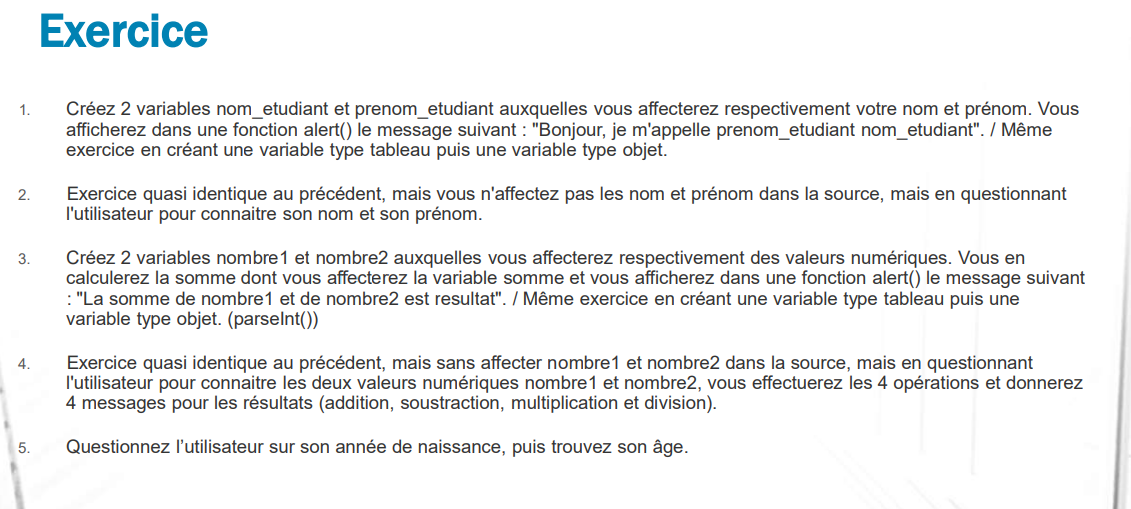 Exercice
1. Créez 2 variables nom_etudiant et prenom_etudiant auxquelles vous affecterez respectivement votre nom et prénom. Vous
afficherez dans une fonction alert() le message suivant : "Bonjour, je m'appelle prenom_etudiant nom_etudiant". / Même
exercice en créant une variable type tableau puis une variable type objet.
2. Exercice quasi identique au précédent, mais vous n'affectez pas les nom et prénom dans la source, mais en questionnant
l'utilisateur pour connaitre son nom et son prénom.
3. Créez 2 variables nombre1 et nombre2 auxquelles vous affecterez respectivement des valeurs numériques. Vous en
calculerez la somme dont vous affecterez la variable somme et vous afficherez dans une fonction alert() le message suivant
: "La somme de nombre1 et de nombre2 est resultat". / Même exercice en créant une variable type tableau puis une
variable type objet. (parseInt())
4. Exercice quasi identique au précédent, mais sans affecter nombre1 et nombre2 dans la source, mais en questionnant
l'utilisateur pour connaitre les deux valeurs numériques nombre1 et nombre2, vous effectuerez les 4 opérations et donnerez
4 messages pour les résultats (addition, soustraction, multiplication et division).
5. Questionnez l’utilisateur sur son année de naissance, puis trouvez son âge.